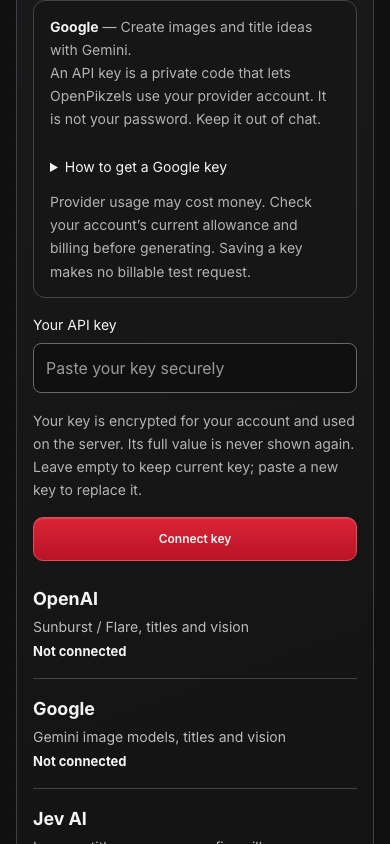 Google — Create images and title ideas
with Gemini.
An API key is a private code that lets
OpenPikzels use your provider account. It
is not your password. Keep it out of chat.
▶ How to get a Google key
Provider usage may cost money. Check
your account’s current allowance and
billing before generating. Saving a key
makes no billable test request.
Your API key
Paste your key securely
Your key is encrypted for your account and used
on the server. Its full value is never shown again.
Leave empty to keep current key; paste a new
key to replace it.
Connect key
OpenAI
Sunburst / Flare, titles and vision
Not connected
Google
Gemini image models, titles and vision
Not connected
Jev AI